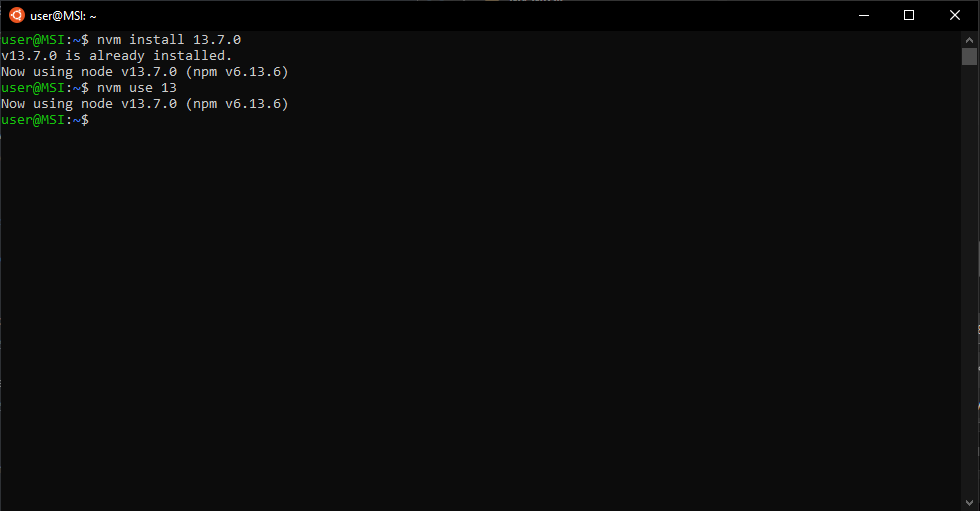 user@MSI: ~
user@MSI:~$ nvm install 13.7.0
v13.7.0 is already installed.
Now using node v13.7.0 (npm v6.13.6)
user@MSI:~$ nvm use 13
Now using node v13.7.0 (npm v6.13.6)
user@MSI:~$